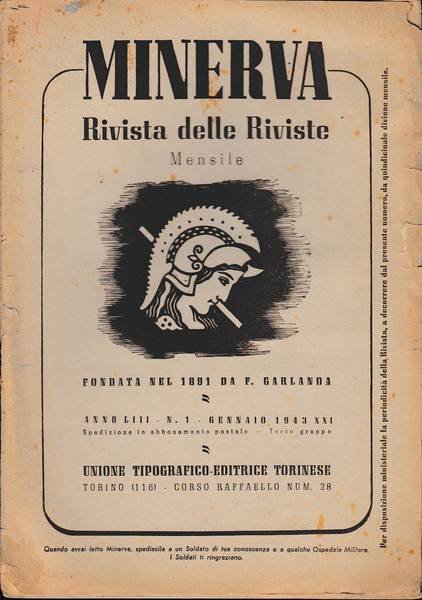 MINERVA
Rivista delle Riviste
Mensile
FONDATA NEL 1891 DA F. GARLANDA
ANNO LIII - N. 1 - GENNAIO 1943 XXI
Spedizione in abbonamento postale — Terzo gruppo
UNIONE TIPOGRAFICO-EDITRICE TORINESE
TORINO (116) - CORSO RAFFAELLO NUM. 28
Quando avrai letto Minerva, spediscila a un Soldato di tua conoscenza o a qualche Ospedale Militare.
I Soldati ti ringraziano.
Per disposizione ministeriale la periodicità della Rivista, a decorrere dal presente numero, da quindicinale diviene mensile.